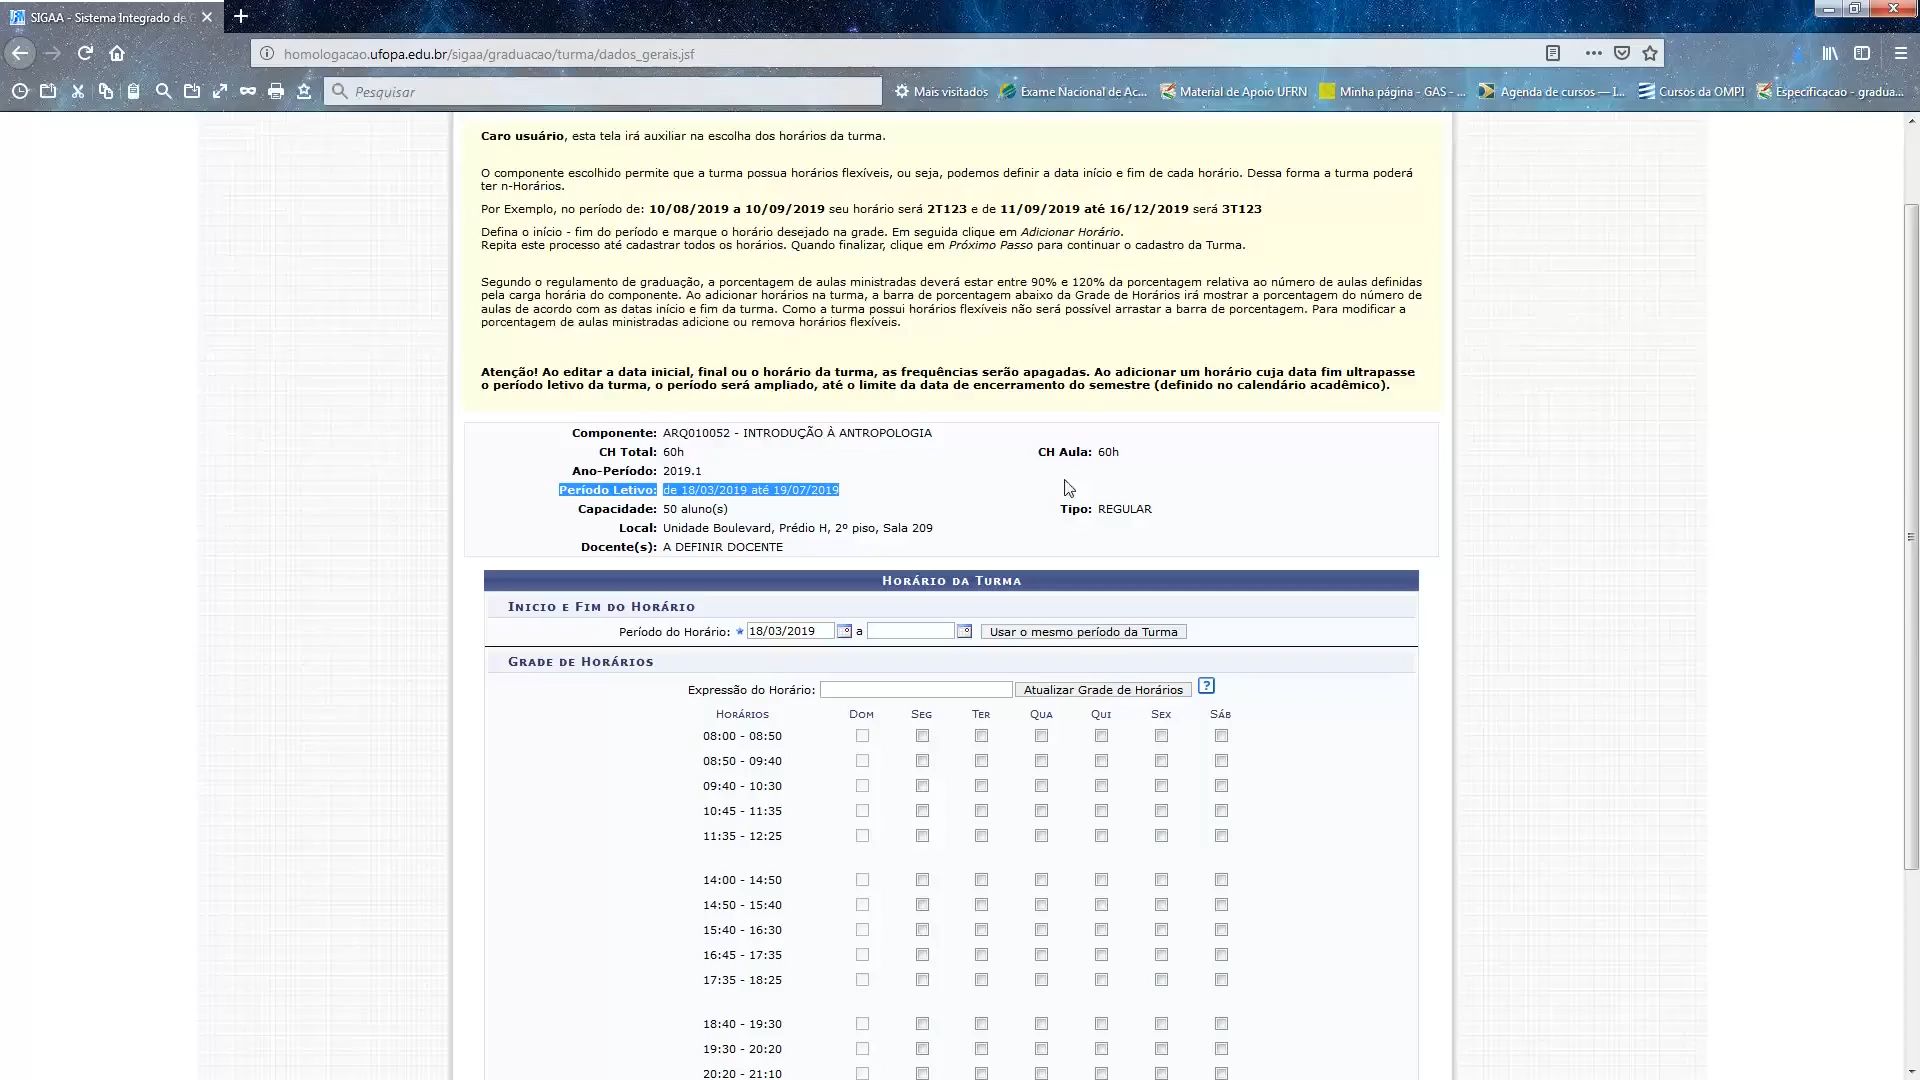 SIGAA - Sistema Integrado de
homologacao.ufopa.edu.br/sigaa/graduacao/turma/dados_gerais.jsf
Pesquisar
Mais visitados
Exame Nacional de Ac...
Material de Apoio UFRN
Minha página - GAS - ...
Agenda de cursos — I...
Cursos da OMPI
Especificacao - gradua...
Caro usuário, esta tela irá auxiliar na escolha dos horários da turma.
O componente escolhido permite que a turma possua horários flexíveis, ou seja, podemos definir a data início e fim de cada horário. Dessa forma a turma poderá
ter n-Horários.
Por Exemplo, no período de: 10/08/2019 a 10/09/2019 seu horário será 2T123 e de 11/09/2019 até 16/12/2019 será 3T123
Defina o início - fim do período e marque o horário desejado na grade. Em seguida clique em Adicionar Horário.
Repita este processo até cadastrar todos os horários. Quando finalizar, clique em Próximo Passo para continuar o cadastro da Turma.
Segundo o regulamento de graduação, a porcentagem de aulas ministradas deverá estar entre 90% e 120% da porcentagem relativa ao número de aulas definidas
pela carga horária do componente. Ao adicionar horários na turma, a barra de porcentagem abaixo da Grade de Horários irá mostrar a porcentagem do número de
aulas de acordo com as datas início e fim da turma. Como a turma possui horários flexíveis não será possível arrastar a barra de porcentagem. Para modificar a
porcentagem de aulas ministradas adicione ou remova horários flexíveis.
Atenção! Ao editar a data inicial, final ou o horário da turma, as frequências serão apagadas. Ao adicionar um horário cuja data fim ultrapasse
o período letivo da turma, o período será ampliado, até o limite da data de encerramento do semestre (definido no calendário acadêmico).
Componente: ARQ010052 - INTRODUÇÃO À ANTROPOLOGIA
CH Total: 60h CH Aula: 60h
Ano-Período: 2019.1
Período Letivo: de 18/03/2019 até 19/07/2019
Capacidade: 50 aluno(s) Tipo: REGULAR
Local: Unidade Boulevard, Prédio H, 2º piso, Sala 209
Docente(s): A DEFINIR DOCENTE
HORÁRIO DA TURMA
INICIO E FIM DO HORÁRIO
Período do Horário: 18/03/2019 a Usar o mesmo período da Turma
GRADE DE HORÁRIOS
Expressão do Horário: Atualizar Grade de Horários ?
HORÁRIOS DOM SEG TER QUA QUI SEX SÁB
08:00 - 08:50
08:50 - 09:40
09:40 - 10:30
10:45 - 11:35
11:35 - 12:25
14:00 - 14:50
14:50 - 15:40
15:40 - 16:30
16:45 - 17:35
17:35 - 18:25
18:40 - 19:30
19:30 - 20:20
20:20 - 21:10